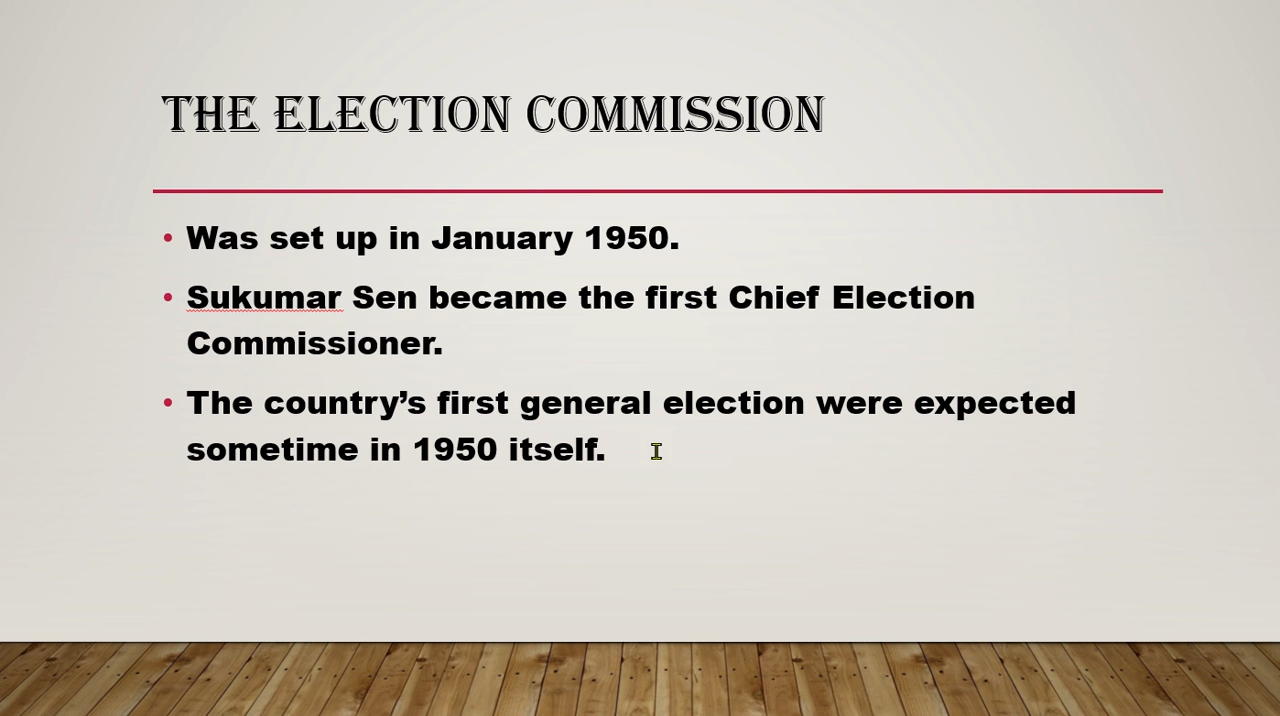 THE ELECTION COMMISSION
• Was set up in January 1950.
• Sukumar Sen became the first Chief Election
Commissioner.
• The country’s first general election were expected
sometime in 1950 itself.